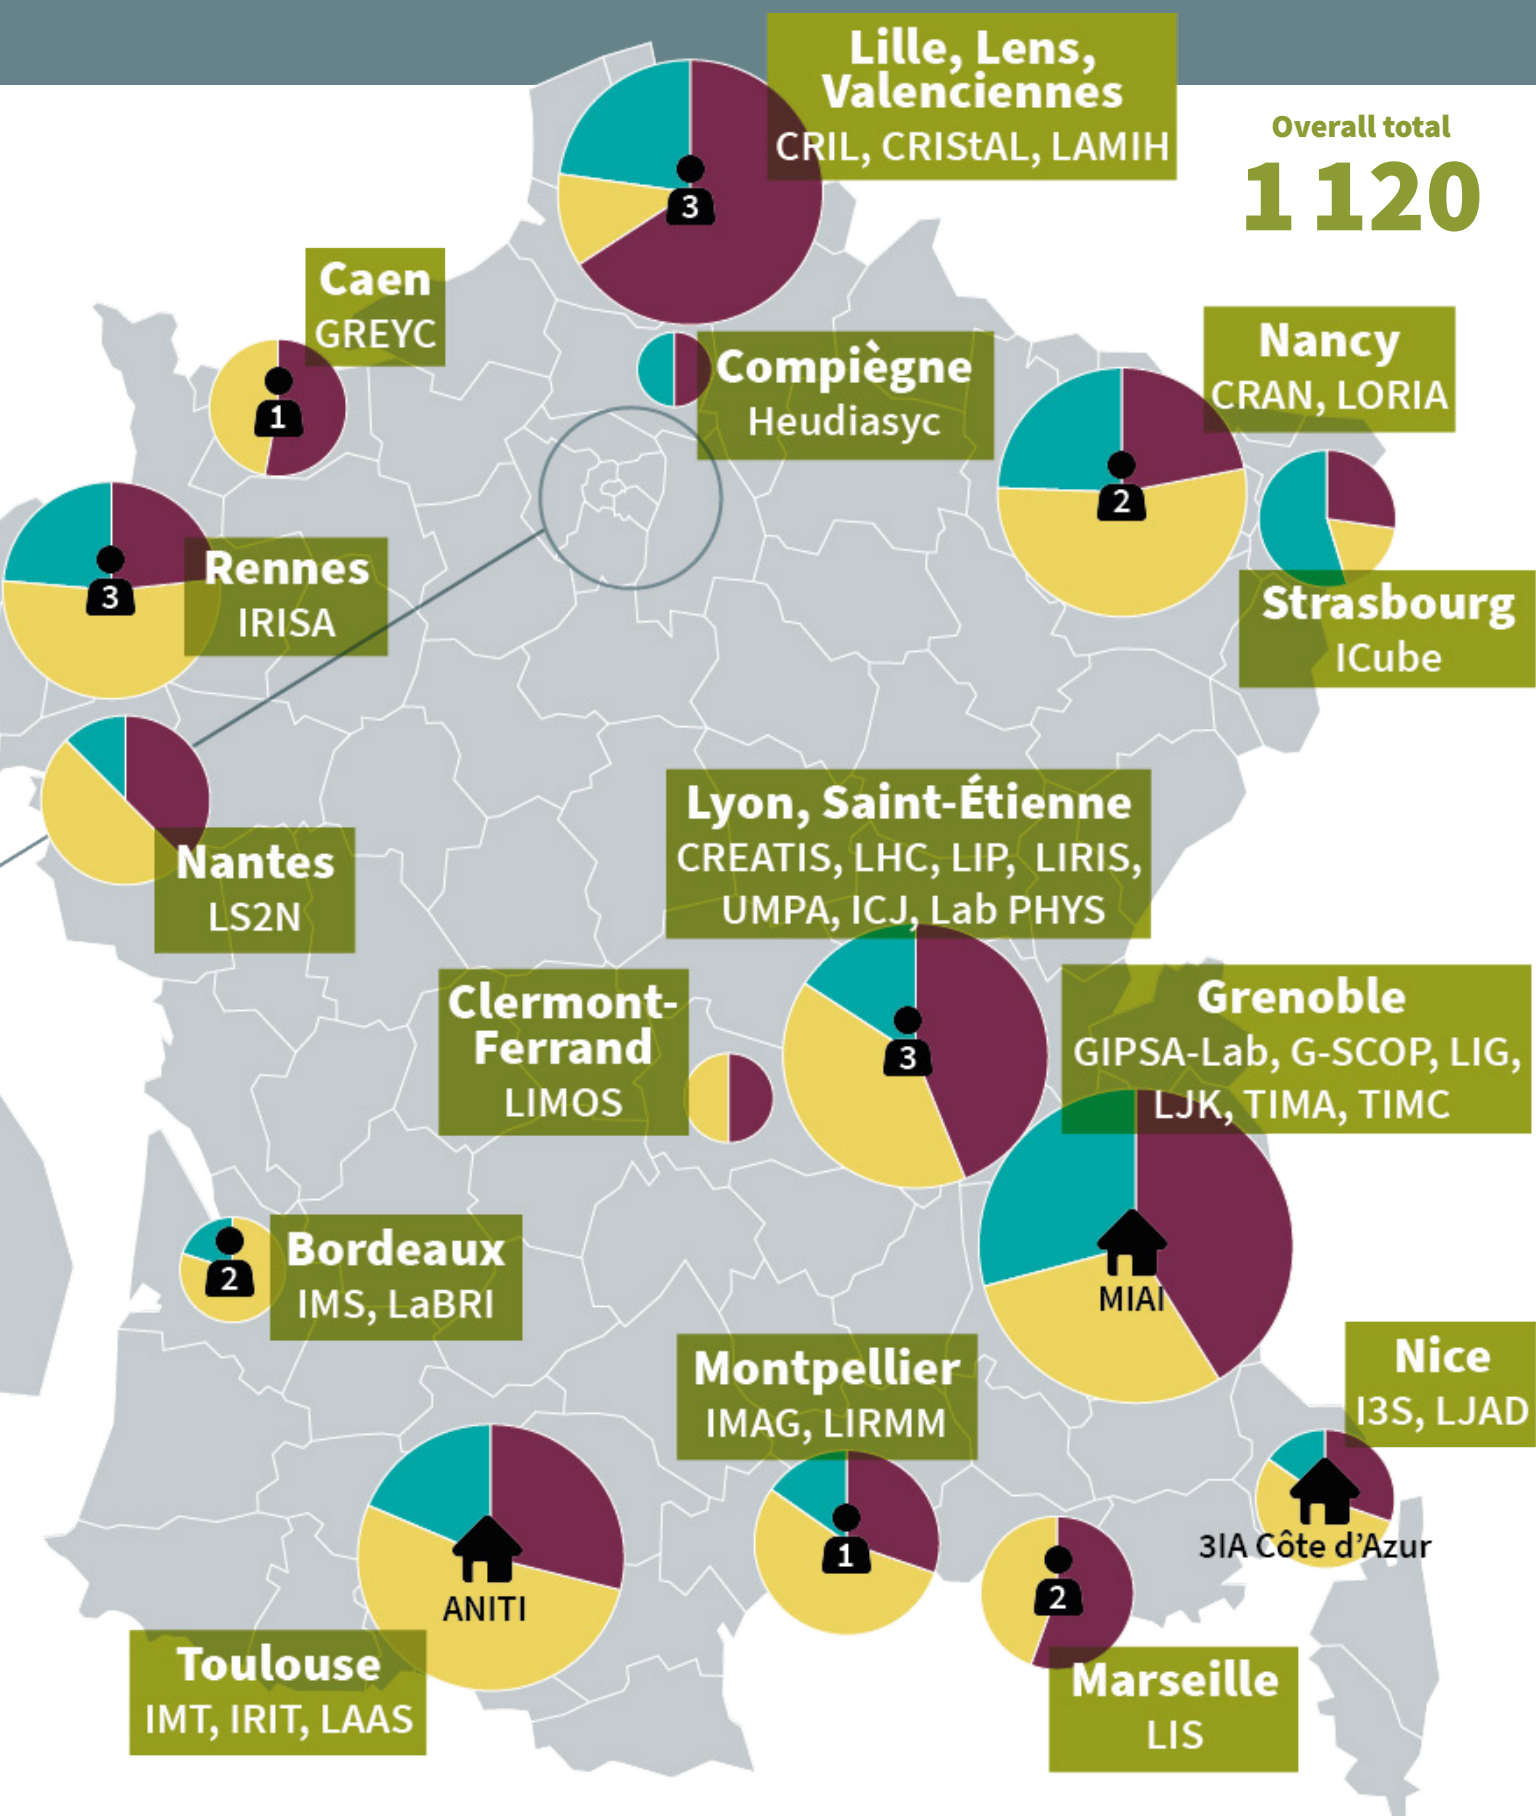 Lille, Lens,
Valenciennes
CRIL, CRIStAL, LAMIH
Overall total
1 120
3
Caen
GREYC
1
Compiègne
Heudiasyc
Nancy
CRAN, LORIA
2
Rennes
IRISA
3
Strasbourg
ICube
Nantes
LS2N
Lyon, Saint-Étienne
CREATIS, LHC, LIP, LIRIS,
UMPA, ICJ, Lab PHYS
3
Clermont-
Ferrand
LIMOS
Grenoble
GIPSA-Lab, G-SCOP, LIG,
LJK, TIMA, TIMC
MIAI
Bordeaux
IMS, LaBRI
2
Montpellier
IMAG, LIRMM
1
Nice
I3S, LJAD
3IA Côte d’Azur
ANITI
Toulouse
IMT, IRIT, LAAS
2
Marseille
LIS